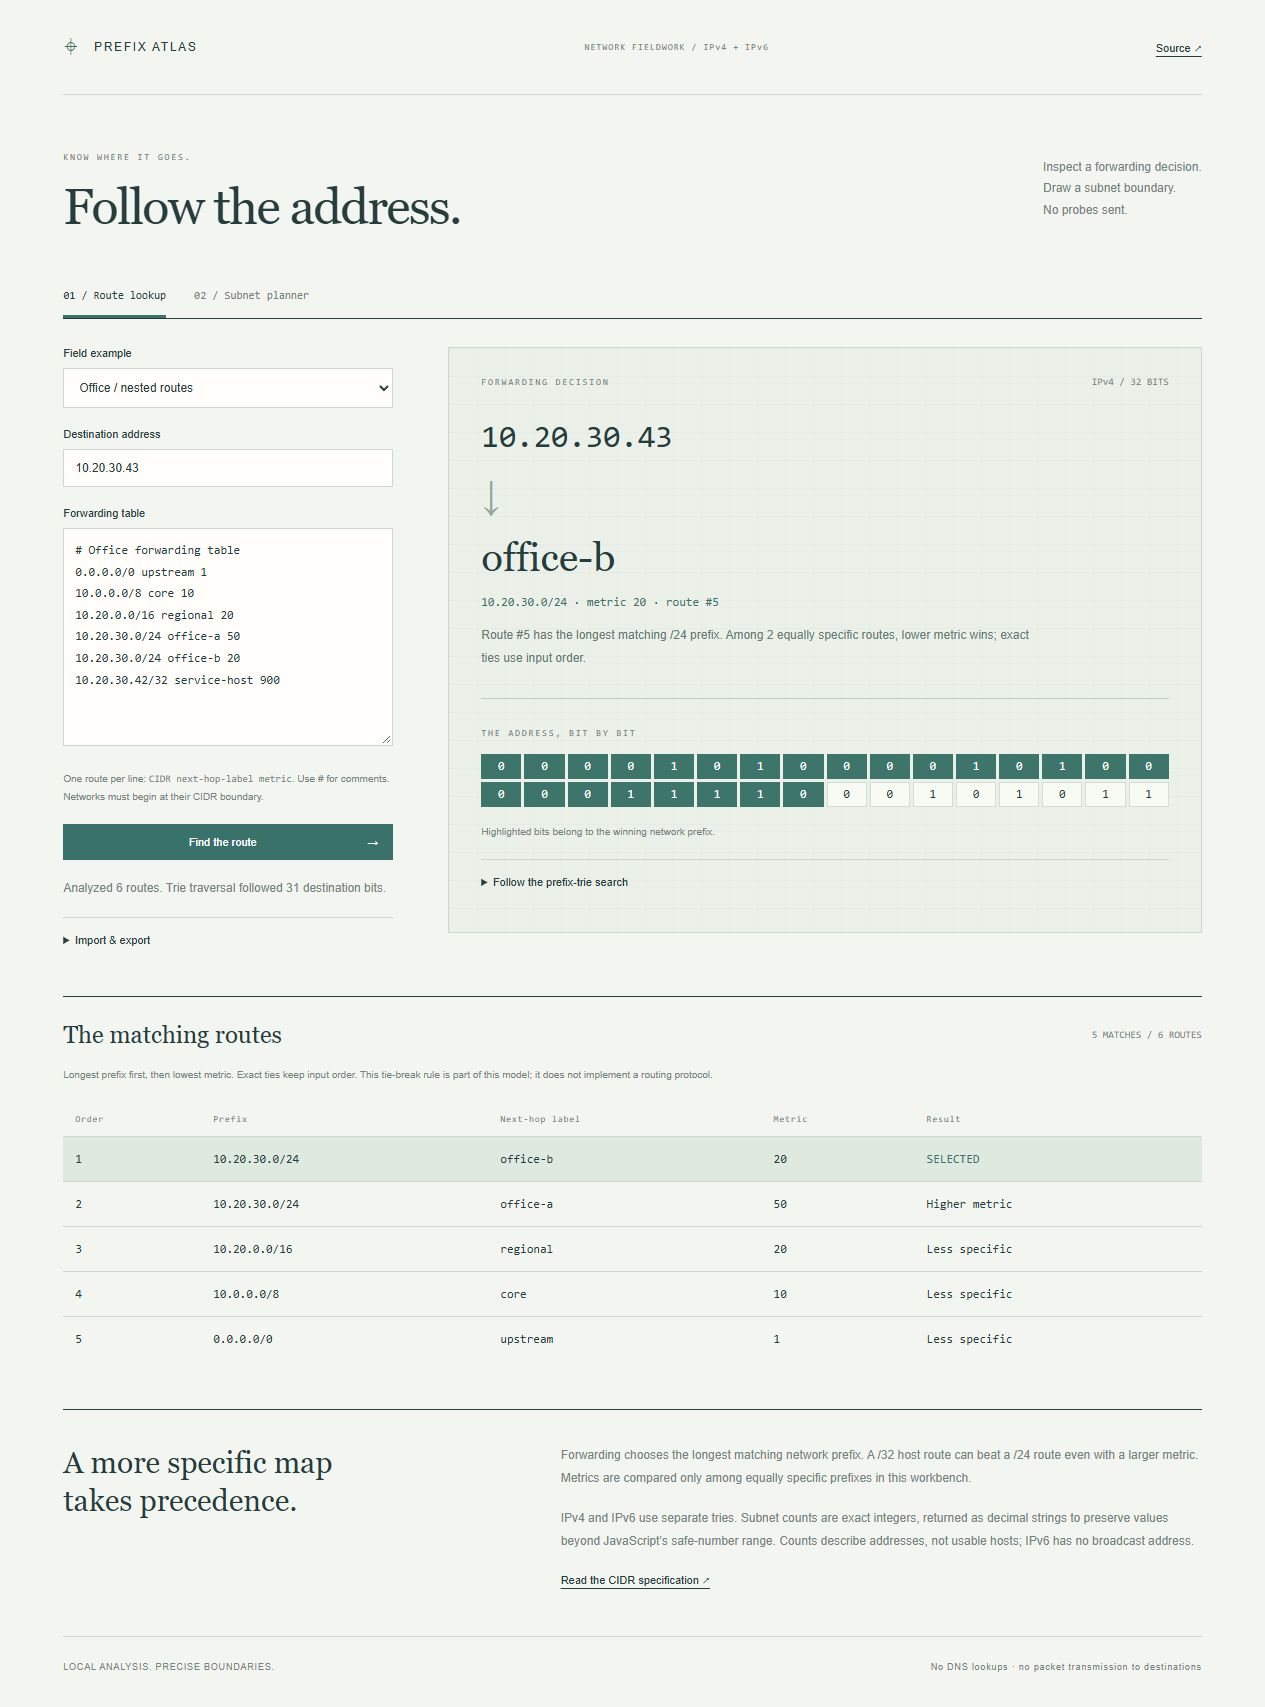 PREFIX ATLAS
NETWORK FIELDWORK / IPv4 + IPv6
Source ↗
KNOW WHERE IT GOES.
Follow the address.
Inspect a forwarding decision.
Draw a subnet boundary.
No probes sent.
01 / Route lookup
02 / Subnet planner
Field example
Office / nested routes
Destination address
10.20.30.43
Forwarding table
# Office forwarding table
0.0.0.0/0 upstream 1
10.0.0.0/8 core 10
10.20.0.0/16 regional 20
10.20.30.0/24 office-a 50
10.20.30.0/24 office-b 20
10.20.30.42/32 service-host 900
One route per line: CIDR next-hop-label metric. Use # for comments.
Networks must begin at their CIDR boundary.
Find the route →
Analyzed 6 routes. Trie traversal followed 31 destination bits.
▶ Import & export
FORWARDING DECISION
IPv4 / 32 BITS
10.20.30.43
↓
office-b
10.20.30.0/24 · metric 20 · route #5
Route #5 has the longest matching /24 prefix. Among 2 equally specific routes, lower metric wins; exact
ties use input order.
THE ADDRESS, BIT BY BIT
0 0 0 0 1 0 1 0 0 0 0 1 0 1 0 0
0 0 0 1 1 1 1 0 0 0 1 0 1 0 1 1
Highlighted bits belong to the winning network prefix.
▶ Follow the prefix-trie search
The matching routes
5 MATCHES / 6 ROUTES
Longest prefix first, then lowest metric. Exact ties keep input order. This tie-break rule is part of this model; it does not implement a routing protocol.
Order Prefix Next-hop label Metric Result
1 10.20.30.0/24 office-b 20 SELECTED
2 10.20.30.0/24 office-a 50 Higher metric
3 10.20.0.0/16 regional 20 Less specific
4 10.0.0.0/8 core 10 Less specific
5 0.0.0.0/0 upstream 1 Less specific
A more specific map
takes precedence.
Forwarding chooses the longest matching network prefix. A /32 host route can beat a /24 route even with a larger metric.
Metrics are compared only among equally specific prefixes in this workbench.
IPv4 and IPv6 use separate tries. Subnet counts are exact integers, returned as decimal strings to preserve values
beyond JavaScript's safe-number range. Counts describe addresses, not usable hosts; IPv6 has no broadcast address.
Read the CIDR specification ↗
LOCAL ANALYSIS. PRECISE BOUNDARIES.
No DNS lookups · no packet transmission to destinations